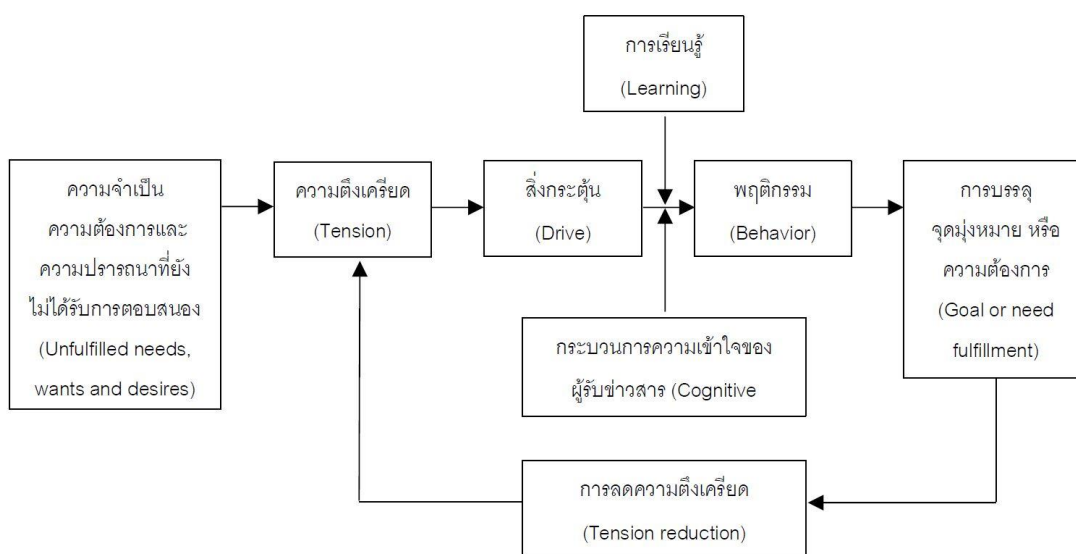 การเรียนรู้
(Learning)
ความจำเป็น
ความต้องการและ
ความปรารถนาที่ยัง
ไม่ได้รับการตอบสนอง
(Unfulfilled needs,
wants and desires)
ความตึงเครียด
(Tension)
สิ่งกระตุ้น
(Drive)
พฤติกรรม
(Behavior)
การบรรลุ
จุดมุ่งหมาย หรือ
ความต้องการ
(Goal or need
fulfillment)
กระบวนการความเข้าใจของ
ผู้รับข่าวสาร (Cognitive
การลดความตึงเครียด
(Tension reduction)